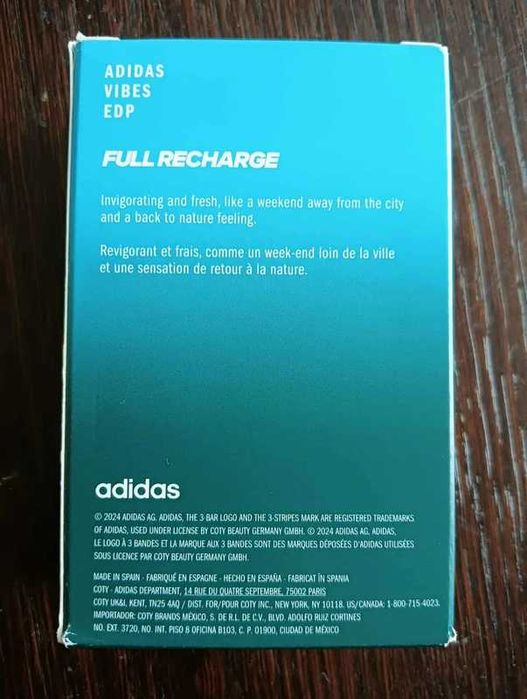 ADIDAS
VIBES
EDP
FULL RECHARGE
Invigorating and fresh, like a weekend away from the city
and a back to nature feeling.
Revigorant et frais, comme un week-end loin de la ville
et une sensation de retour à la nature.
adidas
© 2024 ADIDAS AG. ADIDAS, THE 3-BAR LOGO AND THE 3-STRIPES MARK ARE REGISTERED TRADEMARKS
OF ADIDAS, USED UNDER LICENSE BY COTY BEAUTY GERMANY GMBH. © 2024 ADIDAS AG. ADIDAS,
LE LOGO À 3 BANDES ET LA MARQUE AUX 3 BANDES SONT DES MARQUES DÉPOSÉES D'ADIDAS UTILISÉES
SOUS LICENCE PAR COTY BEAUTY GERMANY GMBH.
MADE IN SPAIN - FABRIQUÉ EN ESPAGNE - HECHO EN ESPAÑA - FABRICAT ÎN SPANIA
COTY - ADIDAS DEPARTMENT, 14 RUE DU QUATRE SEPTEMBRE, 75002 PARIS
COTY UK&I, KENT, TN25 4AQ / DIST. FOR/POUR COTY INC., NEW YORK, NY 10118. US/CANADA: 1-800-715-4023.
IMPORTADOR: COTY BRANDS MÉXICO, S. DE R.L. DE C.V., BLVD. ADOLFO RUIZ CORTINES
NO. EXT. 3720, NO. INT. PISO 8 OFICINA B103, C. P. 01900, CIUDAD DE MÉXICO